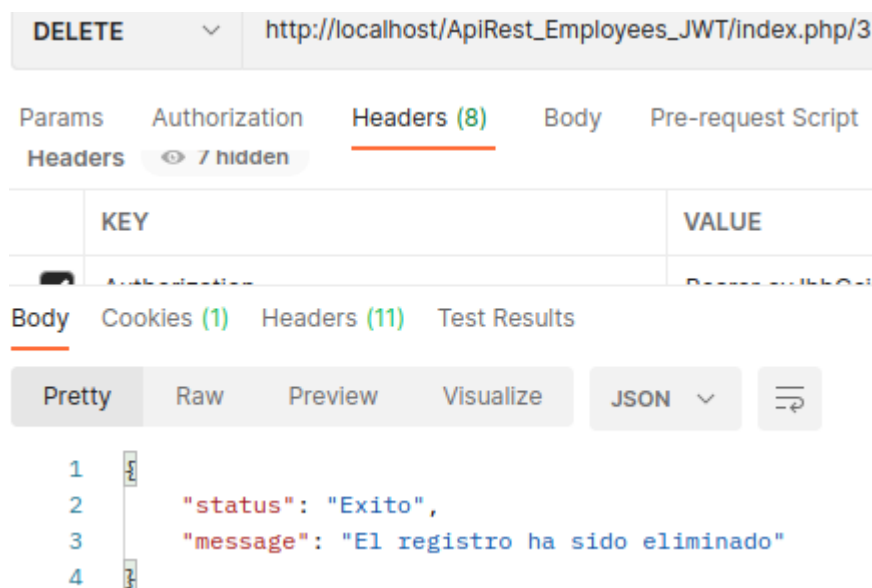 DELETE http://localhost/ApiRest_Employees_JWT/index.php/3
Params Authorization Headers (8) Body Pre-request Script
Headers 7 hidden
KEY VALUE
Authorization
Body Cookies (1) Headers (11) Test Results
Pretty Raw Preview Visualize JSON
1 {
2 "status": "Exito",
3 "message": "El registro ha sido eliminado"
4 }